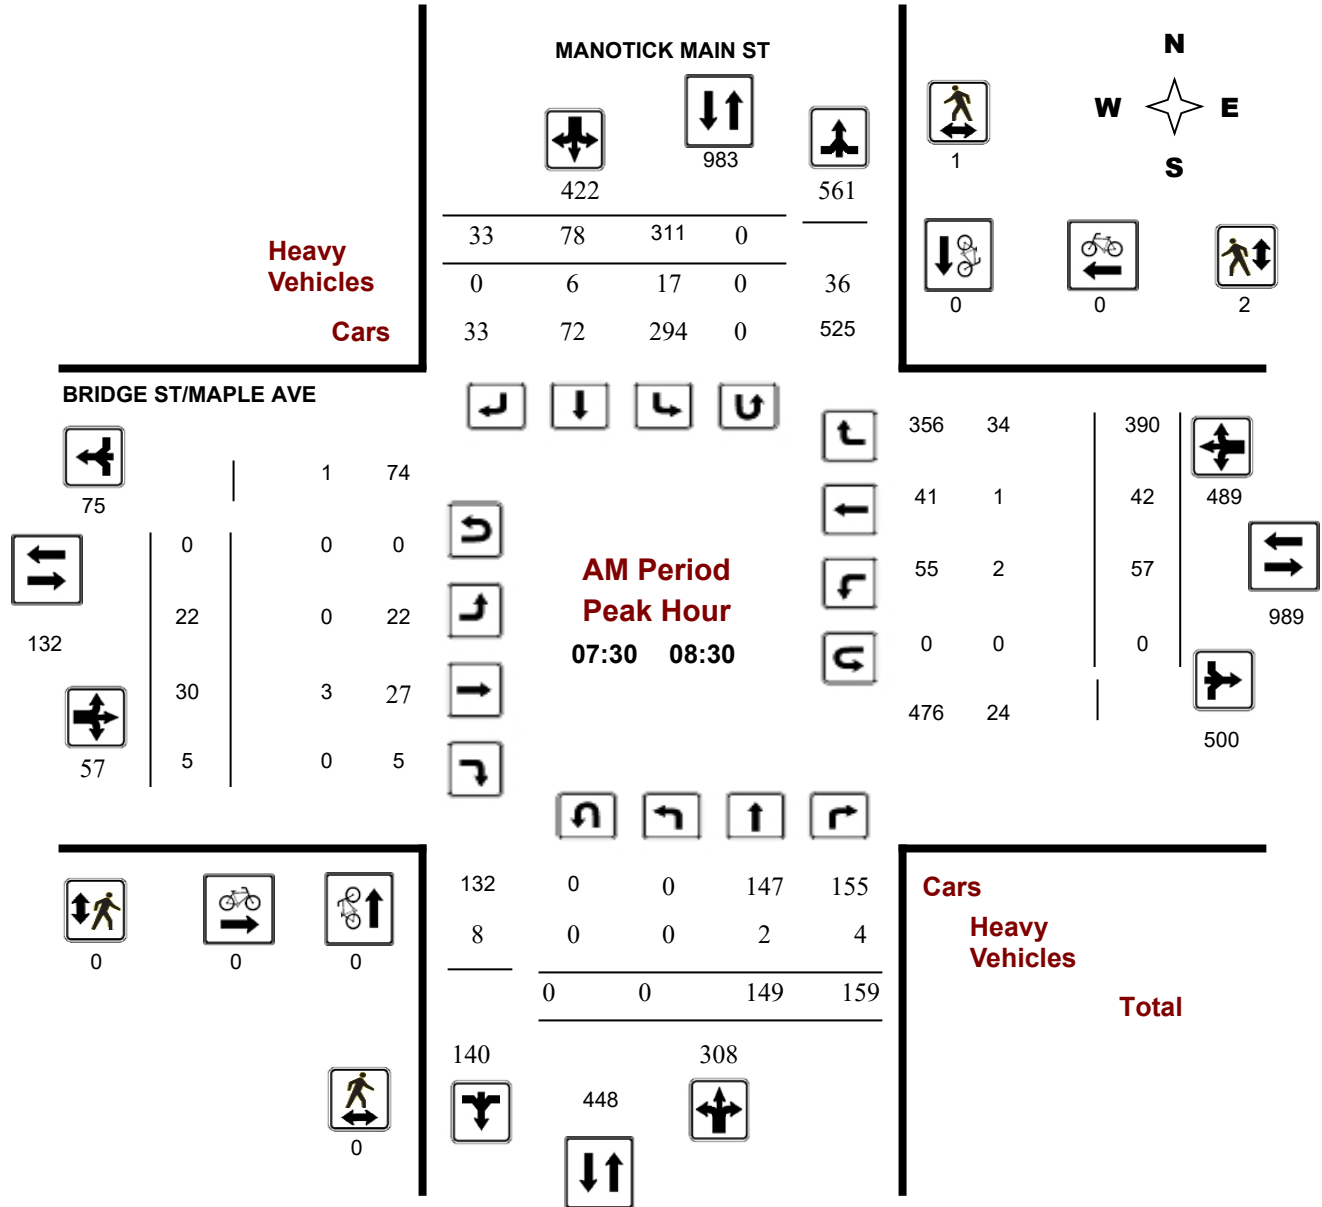 MANOTICK MAIN ST
N
W E
S
983
1
422 561
33 78 311 0
Heavy
Vehicles
0 6 17 0 36
0 0 2
Cars
33 72 294 0 525
BRIDGE ST/MAPLE AVE
356 34 390
1 74
75
41 1 42 489
0 0 0
AM Period
55 2 57
Peak Hour
22 0 22
989
132
07:30 08:30
0 0 0
30 3 27
476 24
500
57 5 0 5
132 0 0 147 155
Cars
8 0 0 2 4
Heavy
Vehicles
0 0 0
0 0 149 159
Total
140 308
448
0